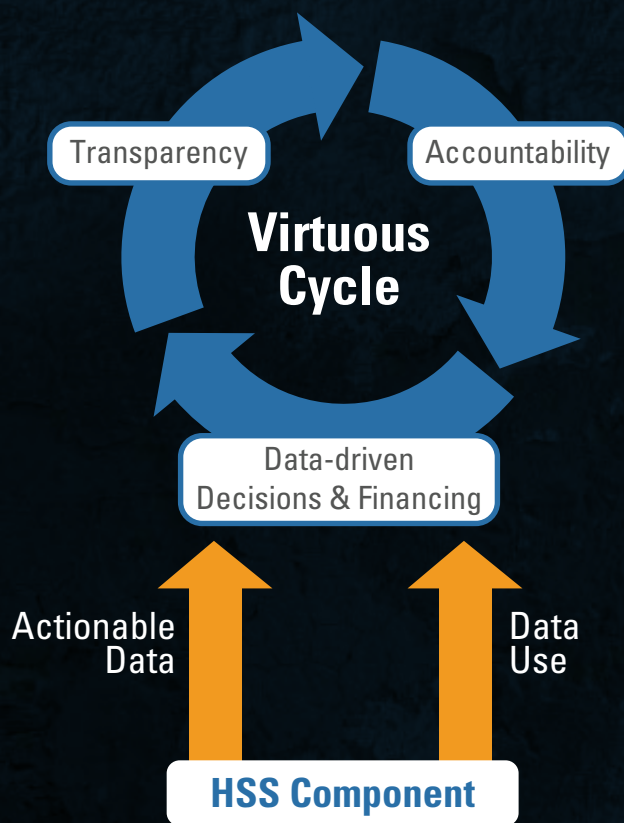 Transparency
Accountability
Virtuous
Cycle
Data-driven
Decisions & Financing
Actionable
Data
Data
Use
HSS Component